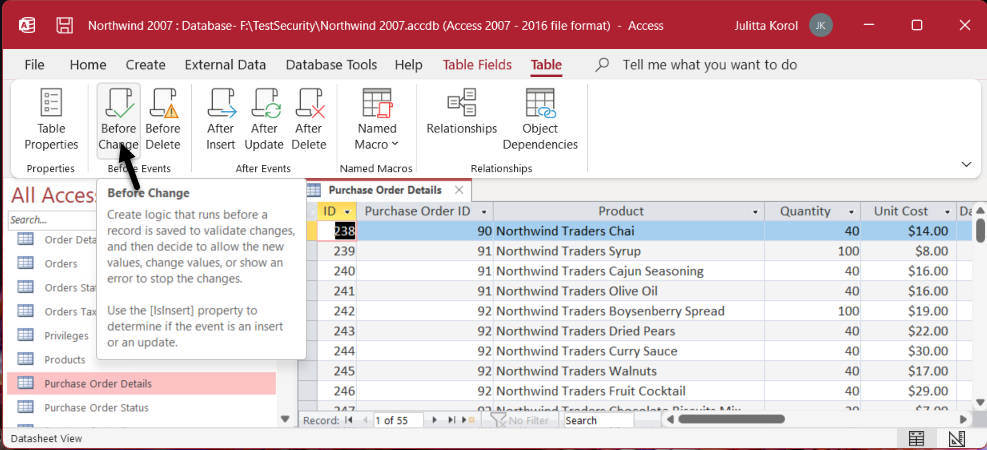 Northwind 2007 : Database- F:\TestSecurity\Northwind 2007.accdb (Access 2007 - 2016 file format) - Access
Julitta Korol
JK
File Home Create External Data Database Tools Help Table Fields Table Tell me what you want to do
Table Properties
Before Change
Before Delete
After Insert
After Update
After Delete
Named Macro
Relationships
Object Dependencies
Properties
Before Events
After Events
Named Macros
Relationships
All Access
Search...
Order Deta
Orders
Orders Sta
Orders Tax
Privileges
Products
Purchase Order Details
Purchase Order Status
Before Change
Create logic that runs before a
record is saved to validate changes,
and then decide to allow the new
values, change values, or show an
error to stop the changes.
Use the [IsInsert] property to
determine if the event is an insert
or an update.
Purchase Order Details
ID Purchase Order ID Product Quantity Unit Cost Da
238 90 Northwind Traders Chai 40 $14.00
239 91 Northwind Traders Syrup 100 $8.00
240 91 Northwind Traders Cajun Seasoning 40 $16.00
241 91 Northwind Traders Olive Oil 40 $16.00
242 92 Northwind Traders Boysenberry Spread 100 $19.00
243 92 Northwind Traders Dried Pears 40 $22.00
244 92 Northwind Traders Curry Sauce 40 $30.00
245 92 Northwind Traders Walnuts 40 $17.00
246 92 Northwind Traders Fruit Cocktail 40 $29.00
247 92 Northwind Traders Chocolate Biscuits Mix 20 $7.00
Record: 1 of 55 No Filter Search
Datasheet View